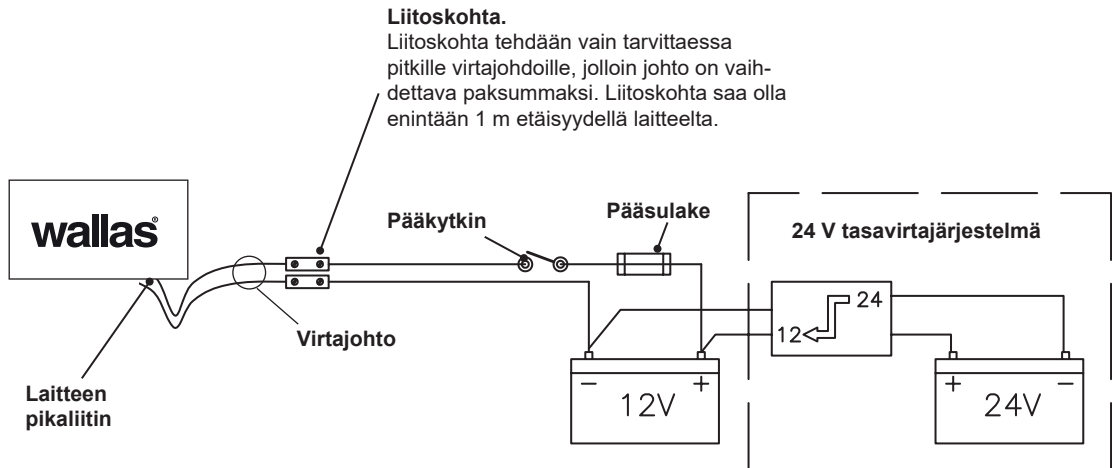 Liitoskohta.
Liitoskohta tehdään vain tarvittaessa
pitkille virtajohdoille, jolloin johto on vaih-
dettava paksummaksi. Liitoskohta saa olla
enintään 1 m etäisyydellä laitteelta.
wallas®
Pääkytkin
Pääsulake
24 V tasavirtajärjestelmä
24
12
Virtajohto
Laitteen
pikaliitin
− +
12V
+ −
24V